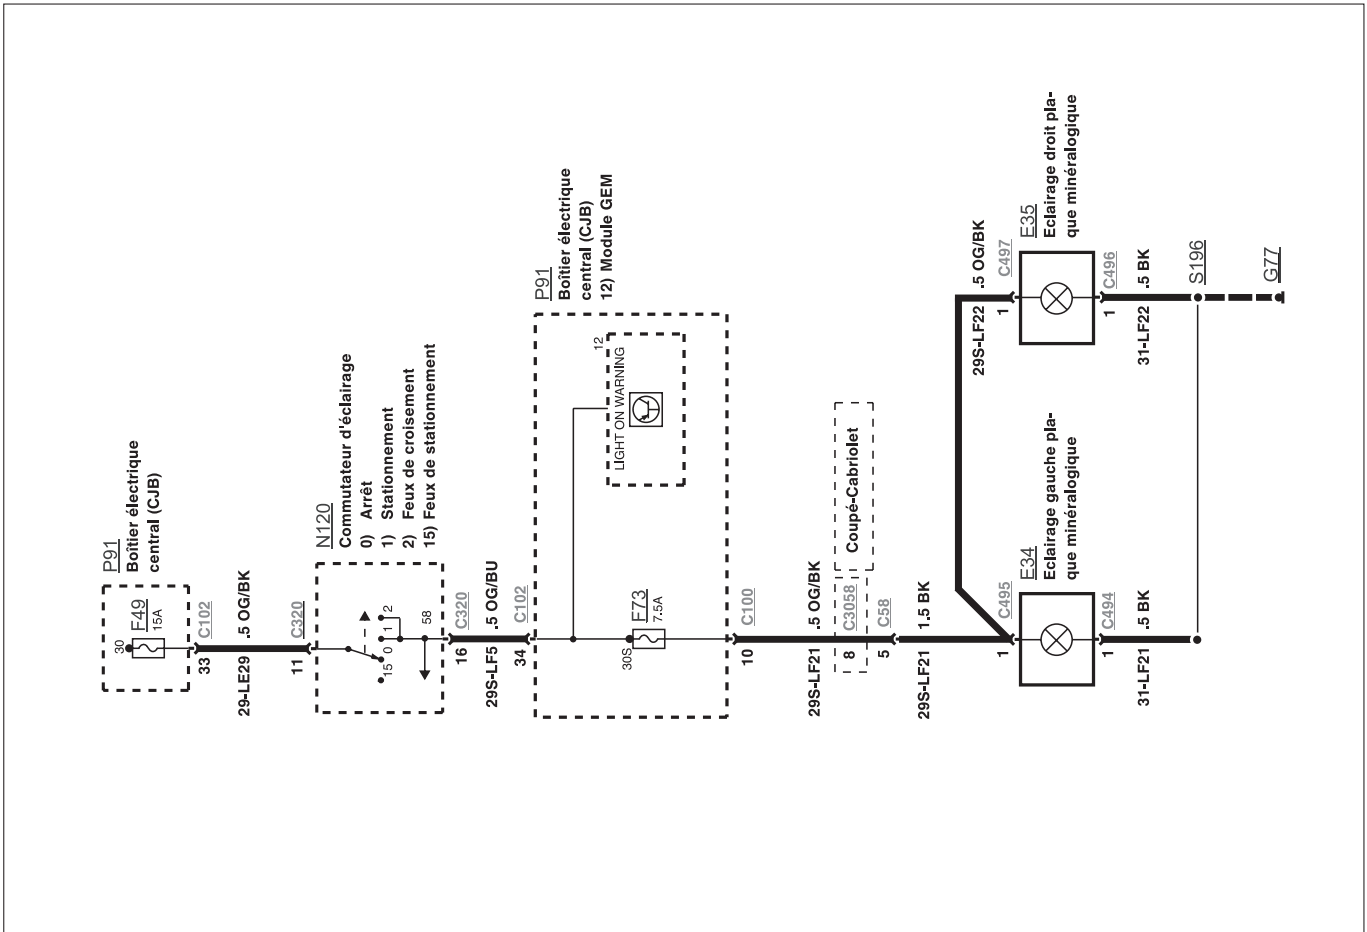 P91
Boîtier électrique
central (CJB)
30
F49
15A
33
C102
29-LE29
.5 OG/BK
11
C320
N120
Commutateur d'éclairage
0) Arrêt
1) Stationnement
2) Feux de croisement
15) Feux de stationnement
15
0
1
2
58
16
C320
29S-LF5
.5 OG/BU
34
C102
P91
Boîtier électrique
central (CJB)
12) Module GEM
12
LIGHT ON WARNING
30S
F73
7.5A
10
C100
29S-LF21
.5 OG/BK
8
C3058
Coupé-Cabriolet
5
C58
29S-LF21
1.5 BK
1
C495
E34
Eclairage gauche pla-
que minéralogique
1
C494
31-LF21
.5 BK
29S-LF22
.5 OG/BK
1
C497
E35
Eclairage droit pla-
que minéralogique
1
C496
31-LF22
.5 BK
S196
G77